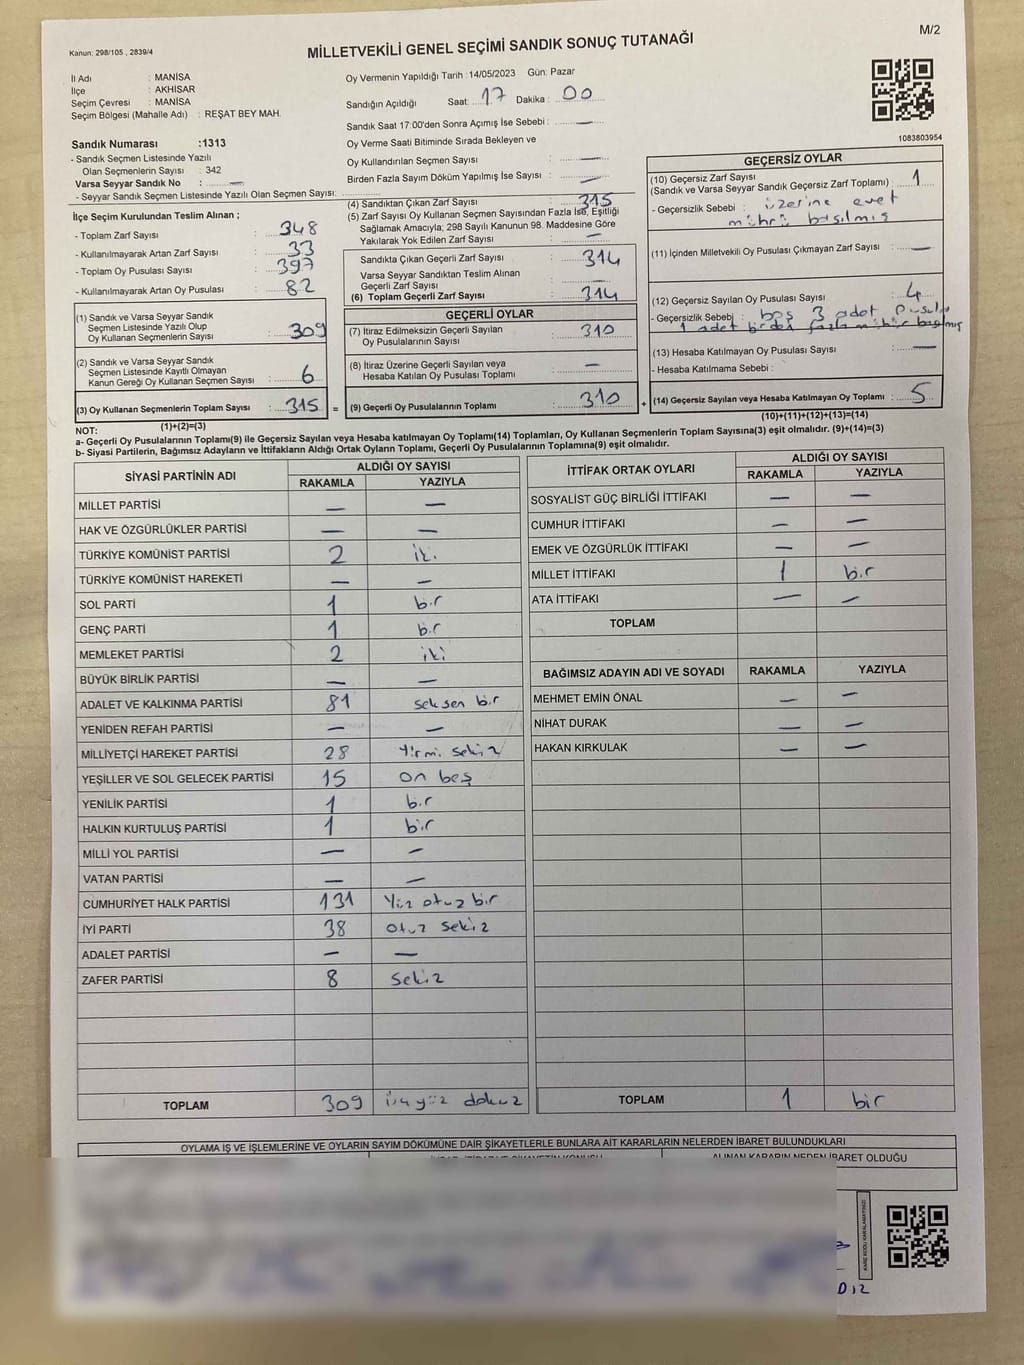 M/2
Kanun: 298/105 , 2839/4
MİLLETVEKİLİ GENEL SEÇİMİ SANDIK SONUÇ TUTANAĞI
İl Adı : MANİSA
İlçe : AKHİSAR
Seçim Çevresi : MANİSA
Seçim Bölgesi (Mahalle Adı) : REŞAT BEY MAH.
Sandık Numarası :1313
- Sandık Seçmen Listesinde Yazılı
Olan Seçmenlerin Sayısı : 342
Varsa Seyyar Sandık No : —
- Seyyar Sandık Seçmen Listesinde Yazılı Olan Seçmen Sayısı:
Oy Vermenin Yapıldığı Tarih :14/05/2023 Gün: Pazar
Sandığın Açıldığı Saat: 17 Dakika : 00
Sandık Saat 17:00'den Sonra Açımış İse Sebebi : —
Oy Verme Saati Bitiminde Sırada Bekleyen ve
Oy Kullandırılan Seçmen Sayısı : —
Birden Fazla Sayım Döküm Yapılmış İse Sayısı : —
1083803954
İlçe Seçim Kurulundan Teslim Alınan ;
- Toplam Zarf Sayısı : 348
- Kullanılmayarak Artan Zarf Sayısı : 33
- Toplam Oy Pusulası Sayısı : 397
- Kullanılmayarak Artan Oy Pusulası : 82
(1) Sandık ve Varsa Seyyar Sandık
Seçmen Listesinde Yazılı Olup
Oy Kullanan Seçmenlerin Sayısı : 309
(2) Sandık ve Varsa Seyyar Sandık
Seçmen Listesinde Kayıtlı Olmayan
Kanun Gereği Oy Kullanan Seçmen Sayısı : 6
(3) Oy Kullanan Seçmenlerin Toplam Sayısı : 315 =
(1)+(2)=(3)
(4) Sandıktan Çıkan Zarf Sayısı : 315
(5) Zarf Sayısı Oy Kullanan Seçmen Sayısından Fazla İse, Eşitliği
Sağlamak Amacıyla; 298 Sayılı Kanunun 98. Maddesine Göre
Yakılarak Yok Edilen Zarf Sayısı : —
Sandıkta Çıkan Geçerli Zarf Sayısı : 314
Varsa Seyyar Sandıktan Teslim Alınan
Geçerli Zarf Sayısı :
(6) Toplam Geçerli Zarf Sayısı : 314
GEÇERLİ OYLAR
(7) İtiraz Edilmeksizin Geçerli Sayılan
Oy Pusulalarının Sayısı : 310
(8) İtiraz Üzerine Geçerli Sayılan veya
Hesaba Katılan Oy Pusulası Toplamı : —
(9) Geçerli Oy Pusulalarının Toplamı : 310 +
GEÇERSİZ OYLAR
(10) Geçersiz Zarf Sayısı
(Sandık ve Varsa Seyyar Sandık Geçersiz Zarf Toplamı) : 1
- Geçersizlik Sebebi : üzerine evet
mührü basılmış
(11) İçinden Milletvekili Oy Pusulası Çıkmayan Zarf Sayısı : —
(12) Geçersiz Sayılan Oy Pusulası Sayısı : 4
- Geçersizlik Sebebi : boş 3 adet pusula
1 adet birden fazla mühür basılmış
(13) Hesaba Katılmayan Oy Pusulası Sayısı : —
- Hesaba Katılmama Sebebi :
(14) Geçersiz Sayılan veya Hesaba Katılmayan Oy Toplamı : 5
(10)+(11)+(12)+(13)=(14)
NOT:
a- Geçerli Oy Pusulalarının Toplamı(9) ile Geçersiz Sayılan veya Hesaba katılmayan Oy Toplamı(14) Toplamları, Oy Kullanan Seçmenlerin Toplam Sayısına(3) eşit olmalıdır. (9)+(14)=(3)
b- Siyasi Partilerin, Bağımsız Adayların ve İttifakların Aldığı Ortak Oyların Toplamı, Geçerli Oy Pusulalarının Toplamına(9) eşit olmalıdır.
SİYASİ PARTİNİN ADI ALDIĞI OY SAYISI
RAKAMLA YAZIYLA
MİLLET PARTİSİ — —
HAK VE ÖZGÜRLÜKLER PARTİSİ — —
TÜRKİYE KOMÜNİST PARTİSİ 2 iki
TÜRKİYE KOMÜNİST HAREKETİ — —
SOL PARTİ 1 bir
GENÇ PARTİ 1 bir
MEMLEKET PARTİSİ 2 iki
BÜYÜK BİRLİK PARTİSİ — —
ADALET VE KALKINMA PARTİSİ 81 seksen bir
YENİDEN REFAH PARTİSİ — —
MİLLİYETÇİ HAREKET PARTİSİ 28 Yirmi sekiz
YEŞİLLER VE SOL GELECEK PARTİSİ 15 on beş
YENİLİK PARTİSİ 1 bir
HALKIN KURTULUŞ PARTİSİ 1 bir
MİLLİ YOL PARTİSİ — —
VATAN PARTİSİ — —
CUMHURİYET HALK PARTİSİ 131 Yüz otuz bir
İYİ PARTİ 38 otuz sekiz
ADALET PARTİSİ — —
ZAFER PARTİSİ 8 sekiz
TOPLAM 309 üçyüz dokuz
İTTİFAK ORTAK OYLARI ALDIĞI OY SAYISI
RAKAMLA YAZIYLA
SOSYALİST GÜÇ BİRLİĞİ İTTİFAKI — —
CUMHUR İTTİFAKI — —
EMEK VE ÖZGÜRLÜK İTTİFAKI — —
MİLLET İTTİFAKI 1 bir
ATA İTTİFAKI — —
TOPLAM
BAĞIMSIZ ADAYIN ADI VE SOYADI RAKAMLA YAZIYLA
MEHMET EMİN ÖNAL — —
NİHAT DURAK — —
HAKAN KIRKULAK — —
TOPLAM 1 bir
OYLAMA İŞ VE İŞLEMLERİNE VE OYLARIN SAYIM DÖKÜMÜNE DAİR ŞİKAYETLERLE BUNLARA AİT KARARLARIN NELERDEN İBARET BULUNDUKLARI
ALINAN KARARIN NEDEN İBARET OLDUĞU
KARE KODU KARALAMAYINIZ